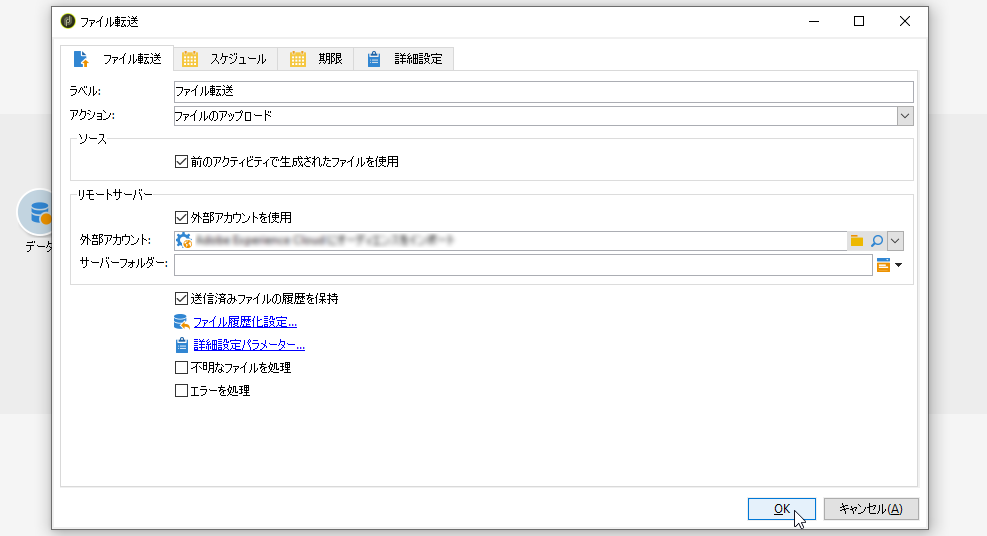 ファイル転送
ファイル転送 スケジュール 期限 詳細設定
ラベル: ファイル転送
アクション: ファイルのアップロード
ソース
前のアクティビティで生成されたファイルを使用
リモートサーバー
外部アカウントを使用
外部アカウント:
サーバーフォルダー:
送信済みファイルの履歴を保持
ファイル履歴化設定...
詳細設定パラメーター...
不明なファイルを処理
エラーを処理
OK キャンセル(A)
データ